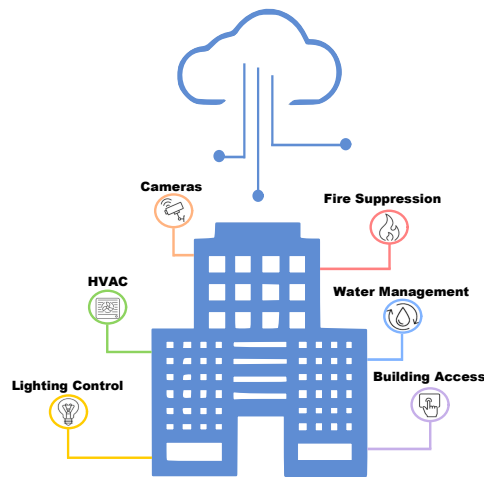 Cameras
Fire Suppression
HVAC
Water Management
Lighting Control
Building Access